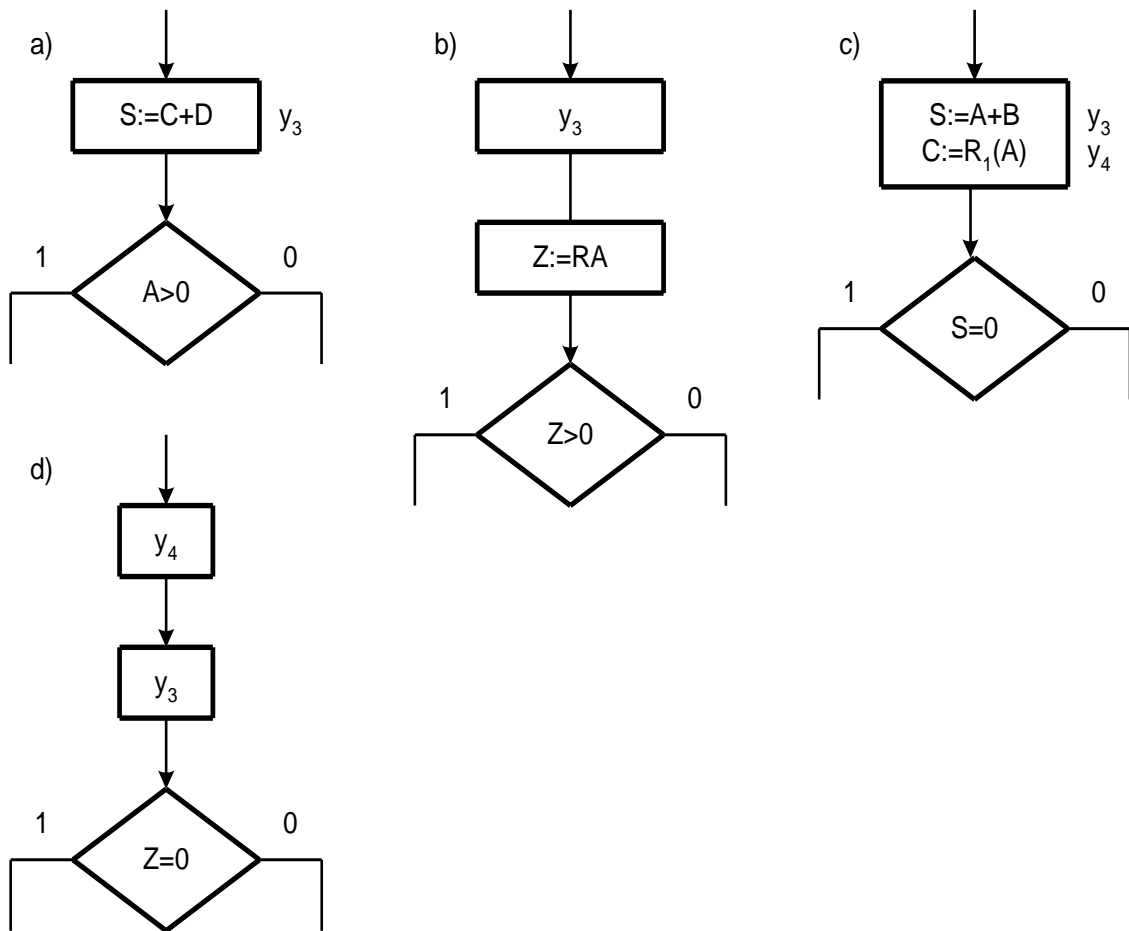 a)
S:=C+D y₃
1 0
A>0
b)
y₃
Z:=RA
1 0
Z>0
c)
S:=A+B y₃
C:=R₁(A) y₄
1 0
S=0
d)
y₄
y₃
1 0
Z=0